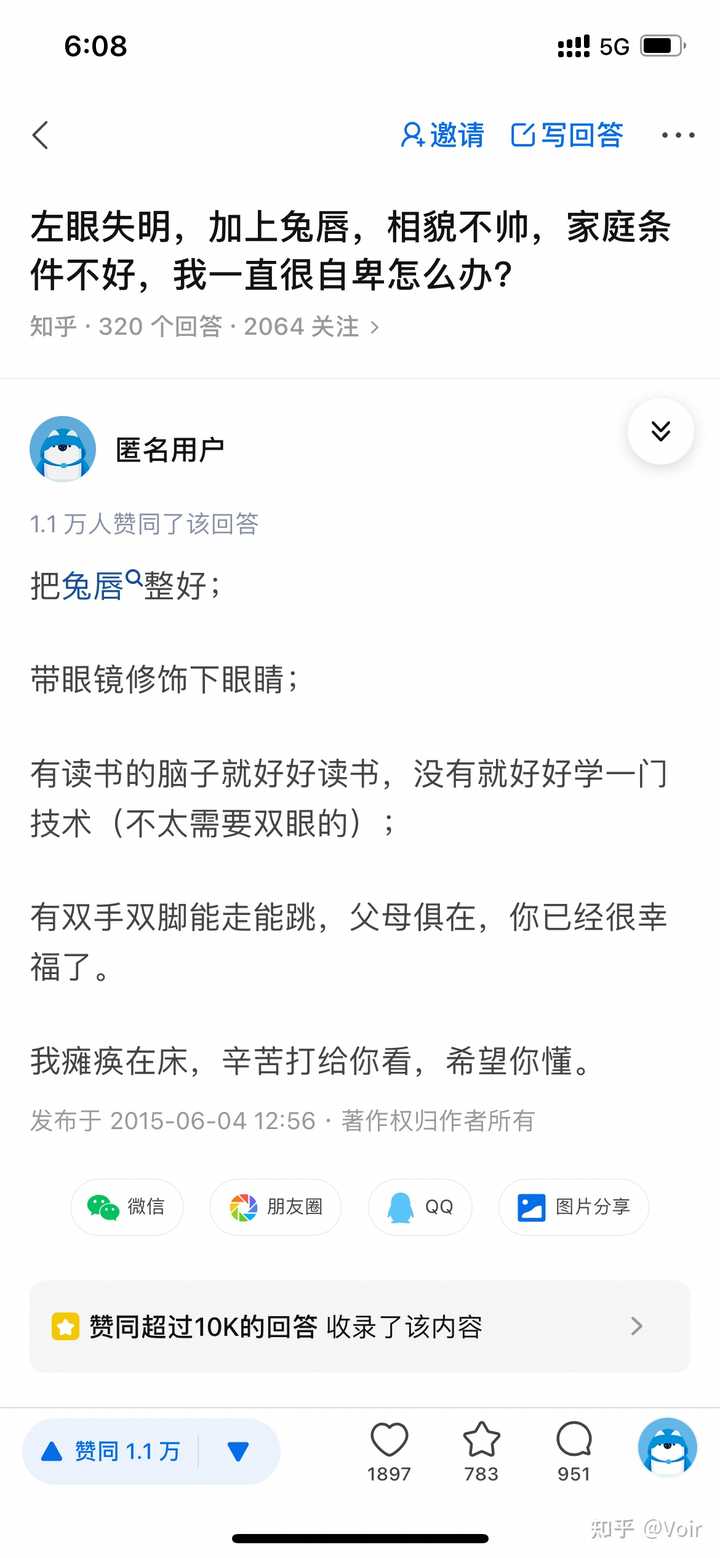 6:08
5G
邀请 写回答
左眼失明，加上兔唇，相貌不帅，家庭条
件不好，我一直很自卑怎么办？
知乎 · 320 个回答 · 2064 关注
匿名用户
1.1 万人赞同了该回答
把兔唇整好；
带眼镜修饰下眼睛；
有读书的脑子就好好读书，没有就好好学一门
技术（不太需要双眼的）；
有双手双脚能走能跳，父母俱在，你已经很幸
福了。
我瘫痪在床，辛苦打给你看，希望你懂。
发布于 2015-06-04 12:56 · 著作权归作者所有
微信 朋友圈 QQ 图片分享
赞同超过10K的回答 收录了该内容
赞同 1.1 万
1897 783 951
知乎 @Voir